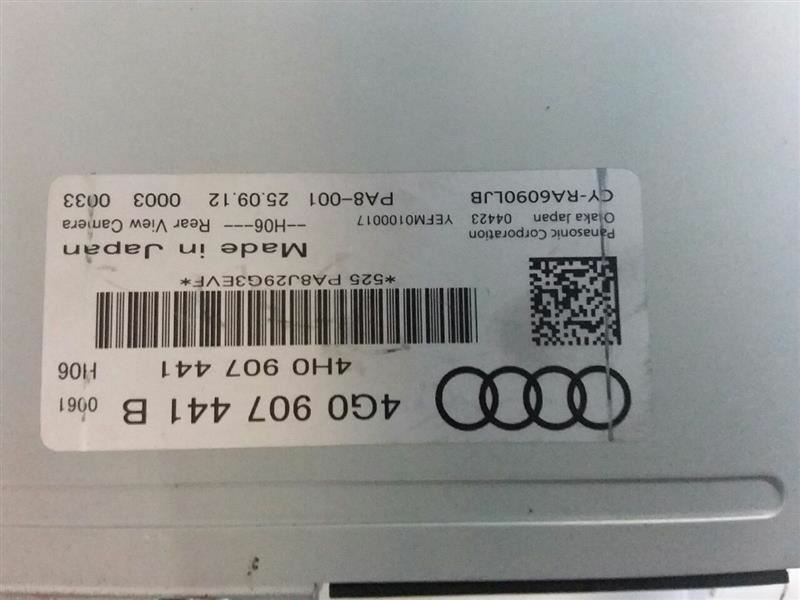 4G0 907 441 B 0061
4H0 907 441 H06
*525 PA8J29G3EVF*
Made in Japan
Panasonic Corporation
Osaka Japan 04423 YEFM0100017 --H06--- Rear View Camera
CY-RA6090LJB PA8-001 25.09.12 0003 0033